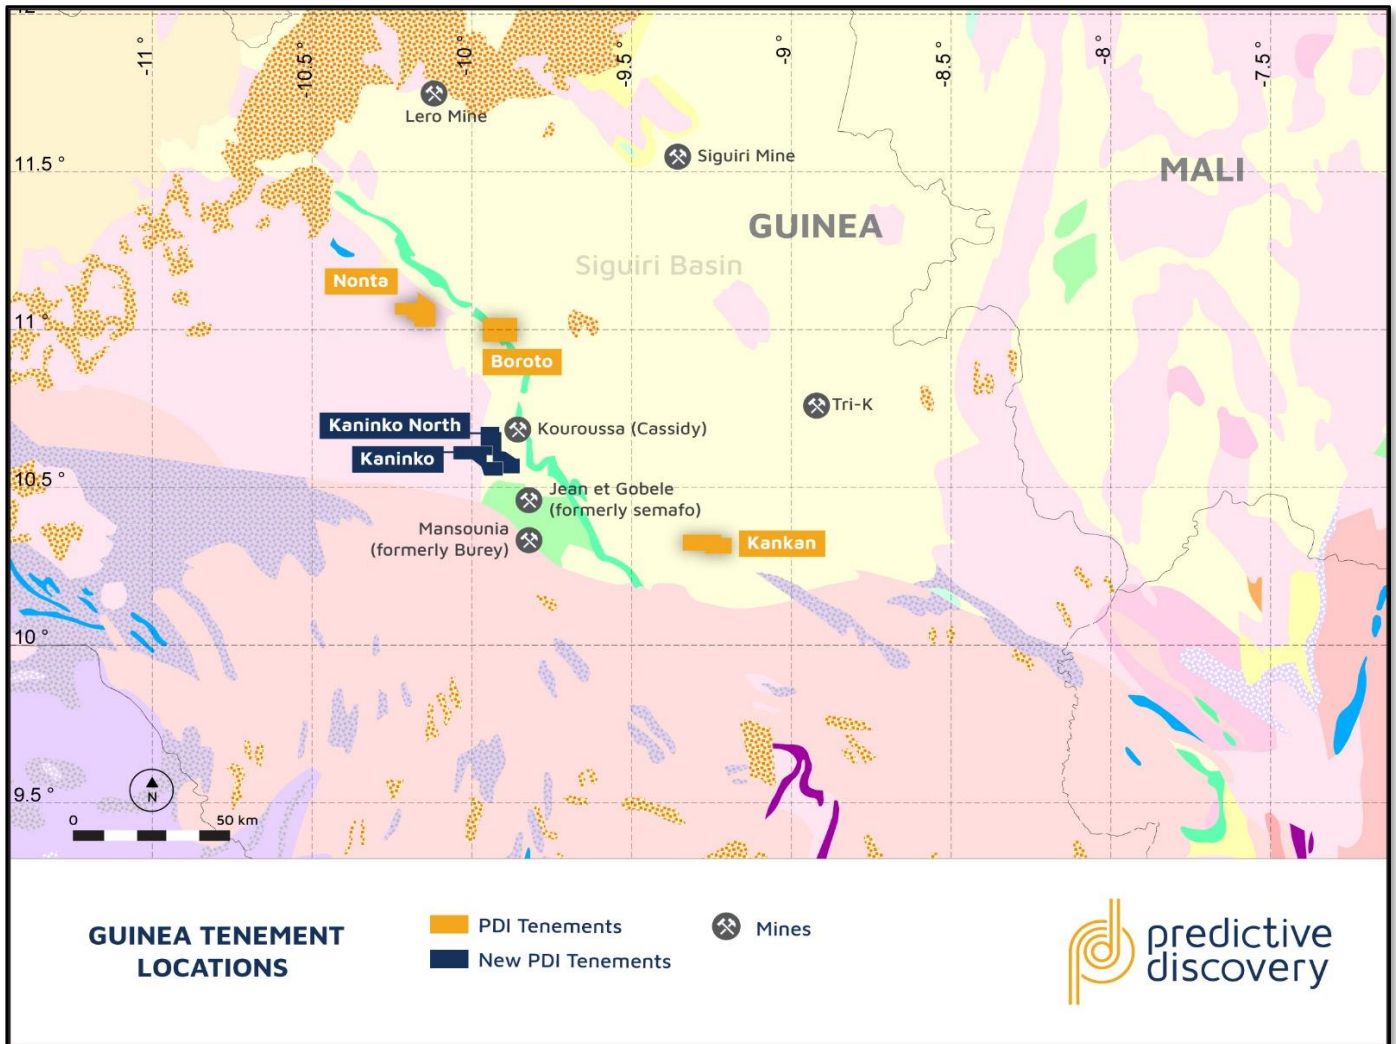 12 °
-11 °
-10.5 °
-10 °
-9.5 °
-9 °
-8.5 °
-8 °
-7.5 °
Lero Mine
Siguiri Mine
11.5 °
MALI
GUINEA
Siguiri Basin
Nonta
11 °
Boroto
Tri-K
Kaninko North
Kouroussa (Cassidy)
Kaninko
10.5 °
Jean et Gobele
(formerly semafo)
Mansounia
(formerly Burey)
Kankan
10 °
N
9.5 °
0
50 km
GUINEA TENEMENT
LOCATIONS
PDI Tenements
New PDI Tenements
Mines
predictive
discovery